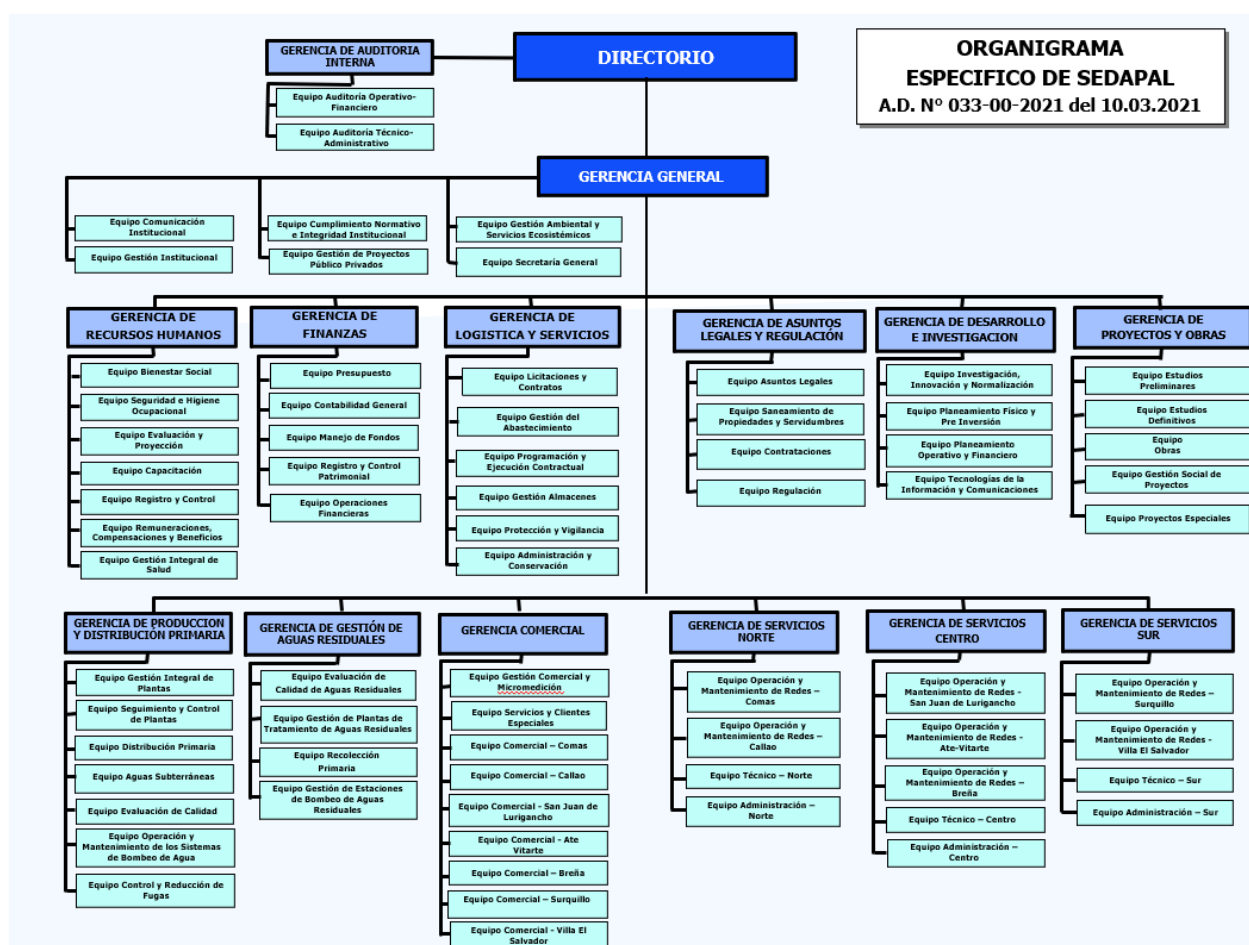 ORGANIGRAMA
ESPECIFICO DE SEDAPAL
A.D. N° 033-00-2021 del 10.03.2021
DIRECTORIO
GERENCIA DE AUDITORIA
INTERNA
Equipo Auditoría Operativo-
Financiero
Equipo Auditoría Técnico-
Administrativo
GERENCIA GENERAL
Equipo Comunicación
Institucional
Equipo Gestión Institucional
Equipo Cumplimiento Normativo
e Integridad Institucional
Equipo Gestión de Proyectos
Público Privados
Equipo Gestión Ambiental y
Servicios Ecosistémicos
Equipo Secretaría General
GERENCIA DE
RECURSOS HUMANOS
Equipo Bienestar Social
Equipo Seguridad e Higiene
Ocupacional
Equipo Evaluación y
Proyección
Equipo Capacitación
Equipo Registro y Control
Equipo Remuneraciones,
Compensaciones y Beneficios
Equipo Gestión Integral de
Salud
GERENCIA DE
FINANZAS
Equipo Presupuesto
Equipo Contabilidad General
Equipo Manejo de Fondos
Equipo Registro y Control
Patrimonial
Equipo Operaciones
Financieras
GERENCIA DE
LOGISTICA Y SERVICIOS
Equipo Licitaciones y
Contratos
Equipo Gestión del
Abastecimiento
Equipo Programación y
Ejecución Contractual
Equipo Gestión Almacenes
Equipo Protección y Vigilancia
Equipo Administración y
Conservación
GERENCIA DE ASUNTOS
LEGALES Y REGULACIÓN
Equipo Asuntos Legales
Equipo Saneamiento de
Propiedades y Servidumbres
Equipo Contrataciones
Equipo Regulación
GERENCIA DE DESARROLLO
E INVESTIGACION
Equipo Investigación,
Innovación y Normalización
Equipo Planeamiento Físico y
Pre Inversión
Equipo Planeamiento
Operativo y Financiero
Equipo Tecnologías de la
Información y Comunicaciones
GERENCIA DE
PROYECTOS Y OBRAS
Equipo Estudios
Preliminares
Equipo Estudios
Definitivos
Equipo
Obras
Equipo Gestión Social de
Proyectos
Equipo Proyectos Especiales
GERENCIA DE PRODUCCION
Y DISTRIBUCIÓN PRIMARIA
Equipo Gestión Integral de
Plantas
Equipo Seguimiento y Control
de Plantas
Equipo Distribución Primaria
Equipo Aguas Subterráneas
Equipo Evaluación de Calidad
Equipo Operación y
Mantenimiento de los Sistemas
de Bombeo de Agua
Equipo Control y Reducción de
Fugas
GERENCIA DE GESTIÓN DE
AGUAS RESIDUALES
Equipo Evaluación de
Calidad de Aguas Residuales
Equipo Gestión de Plantas de
Tratamiento de Aguas Residuales
Equipo Recolección
Primaria
Equipo Gestión de Estaciones
de Bombeo de Aguas
Residuales
GERENCIA COMERCIAL
Equipo Gestión Comercial y
Micromedición
Equipo Servicios y Clientes
Especiales
Equipo Comercial – Comas
Equipo Comercial – Callao
Equipo Comercial - San Juan de
Lurigancho
Equipo Comercial - Ate
Vitarte
Equipo Comercial – Breña
Equipo Comercial – Surquillo
Equipo Comercial - Villa El
Salvador
GERENCIA DE SERVICIOS
NORTE
Equipo Operación y
Mantenimiento de Redes –
Comas
Equipo Operación y
Mantenimiento de Redes –
Callao
Equipo Técnico – Norte
Equipo Administración –
Norte
GERENCIA DE SERVICIOS
CENTRO
Equipo Operación y
Mantenimiento de Redes -
San Juan de Lurigancho
Equipo Operación y
Mantenimiento de Redes -
Ate-Vitarte
Equipo Operación y
Mantenimiento de Redes –
Breña
Equipo Técnico – Centro
Equipo Administración –
Centro
GERENCIA DE SERVICIOS
SUR
Equipo Operación y
Mantenimiento de Redes –
Surquillo
Equipo Operación y
Mantenimiento de Redes -
Villa El Salvador
Equipo Técnico – Sur
Equipo Administración – Sur